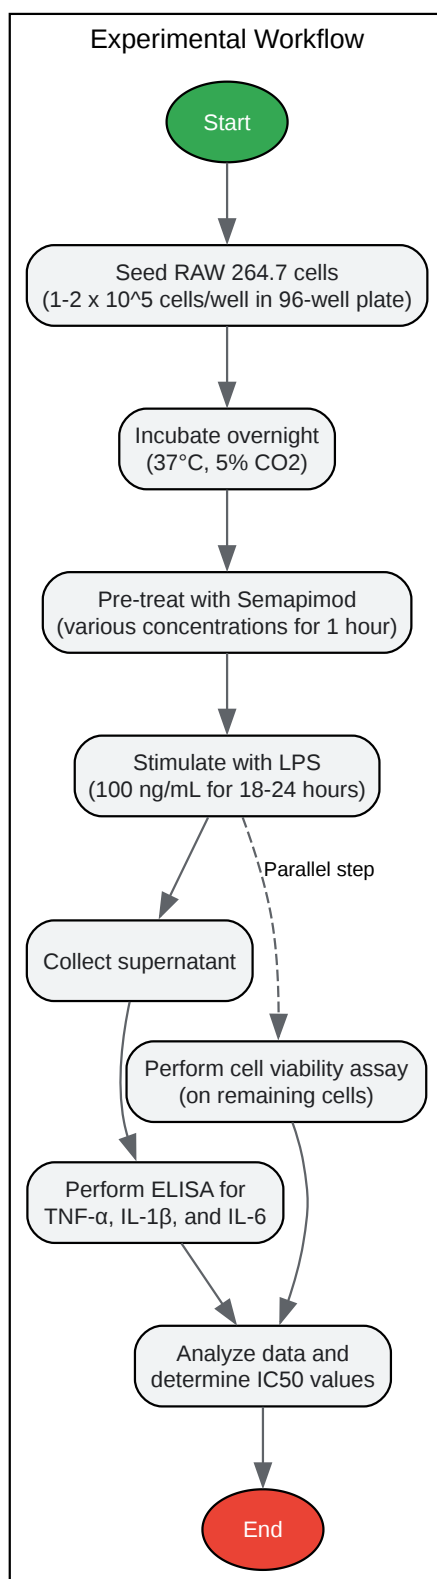 Experimental Workflow
Start
Seed RAW 264.7 cells
(1-2 x 10^5 cells/well in 96-well plate)
Incubate overnight
(37°C, 5% CO2)
Pre-treat with Semapimod
(various concentrations for 1 hour)
Stimulate with LPS
(100 ng/mL for 18-24 hours)
Parallel step
Collect supernatant
Perform cell viability assay
(on remaining cells)
Perform ELISA for
TNF-α, IL-1β, and IL-6
Analyze data and
determine IC50 values
End